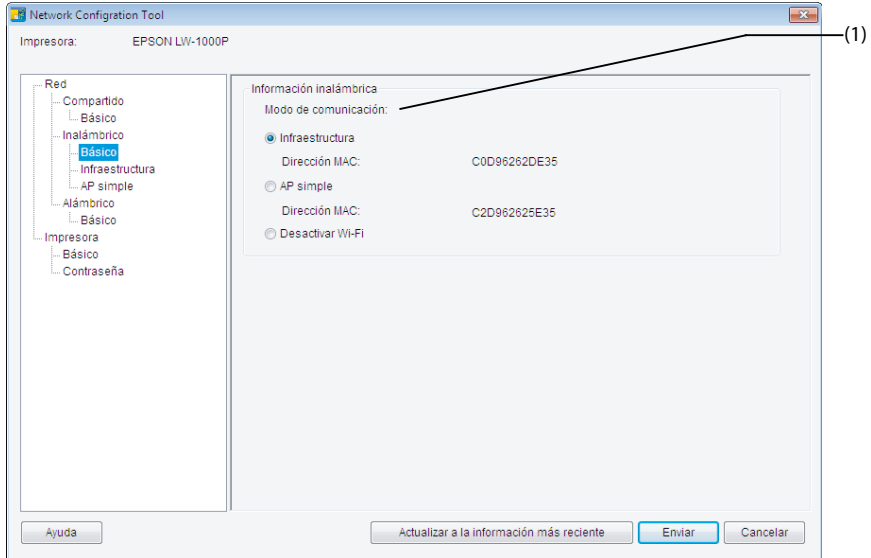 Network Configration Tool
Impresora: EPSON LW-1000P
(1)
Red
Compartido
Básico
Inalámbrico
Básico
Infraestructura
AP simple
Alámbrico
Básico
Impresora
Básico
Contraseña
Información inalámbrica
Modo de comunicación:
Infraestructura
Dirección MAC: C0D96262DE35
AP simple
Dirección MAC: C2D962625E35
Desactivar Wi-Fi
Ayuda
Actualizar a la información más reciente
Enviar
Cancelar